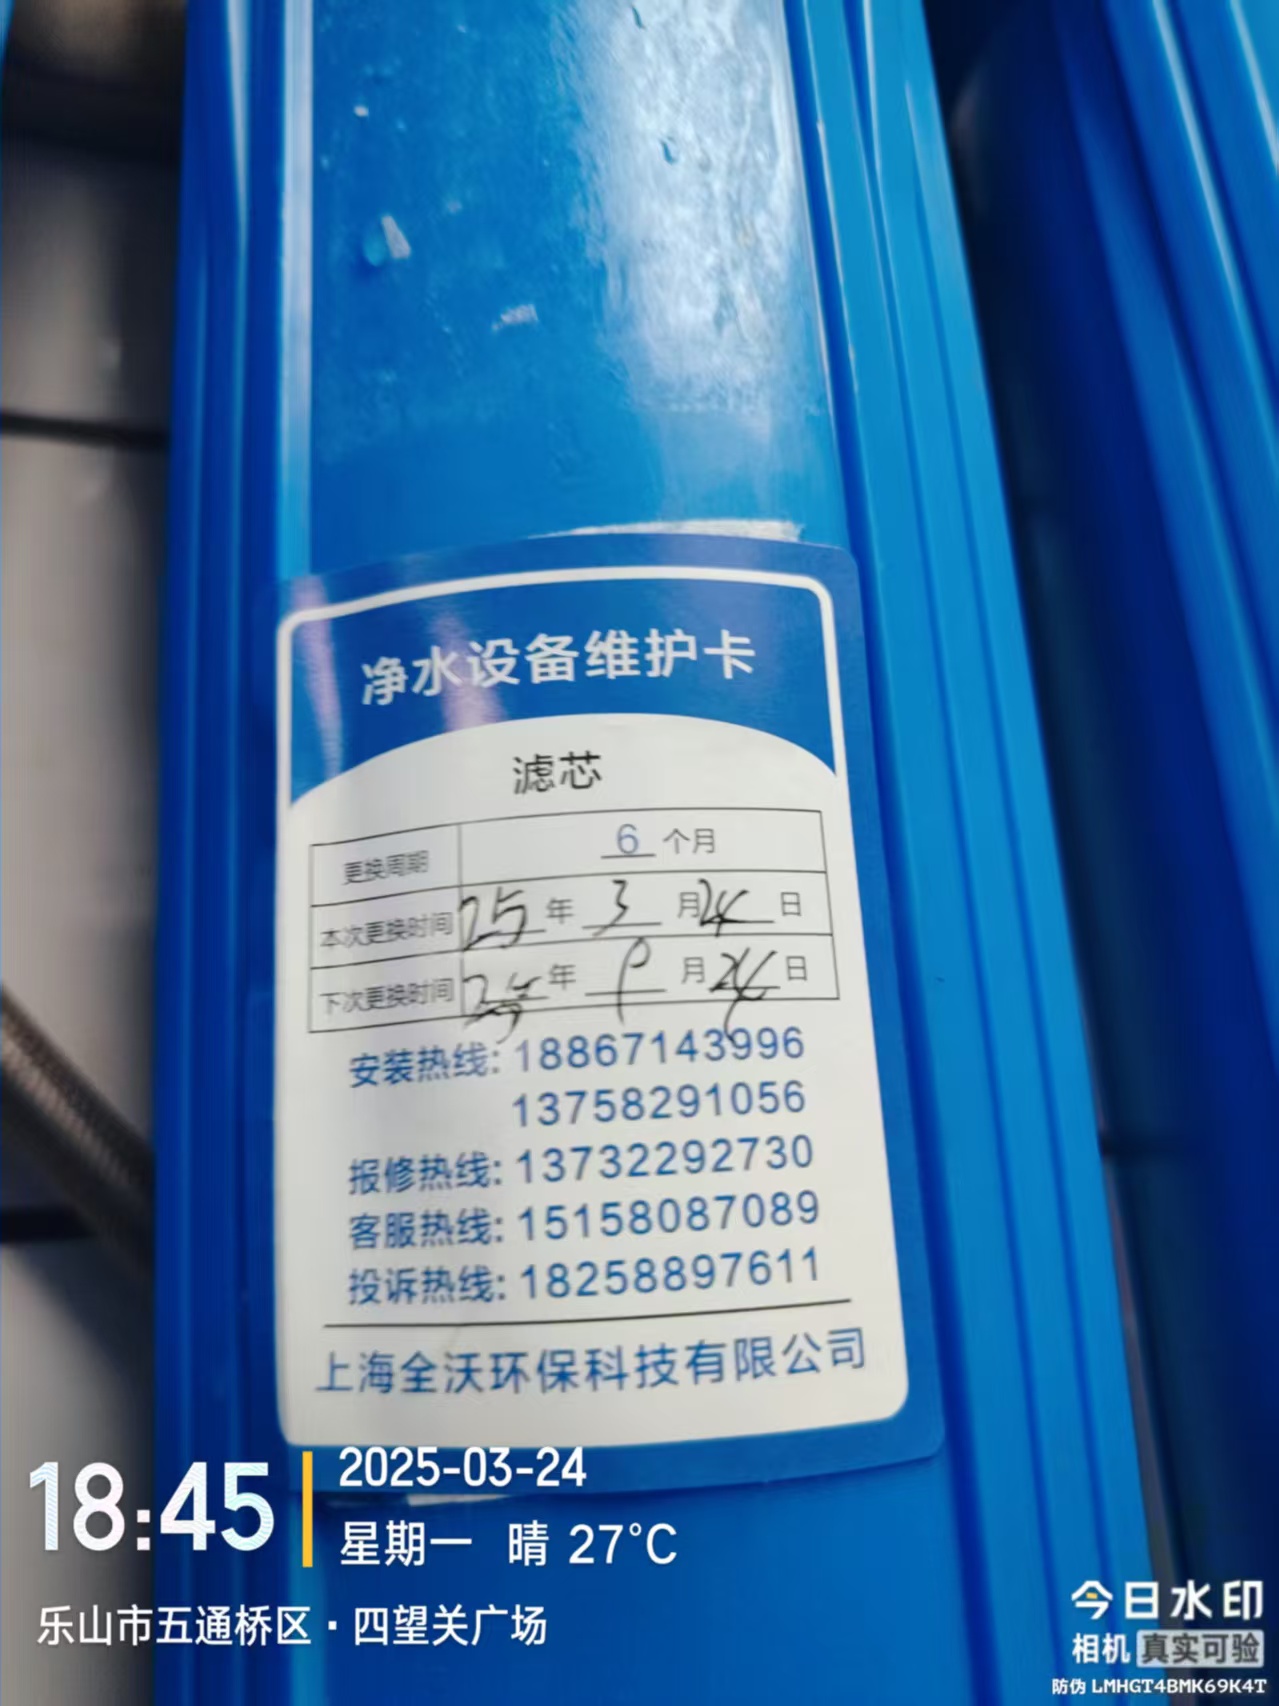 净水设备维护卡
滤芯
更换周期 6 个月
本次更换时间 25 年 3 月 24 日
下次更换时间 25 年 9 月 24 日
安装热线: 18867143996
13758291056
报修热线: 13732292730
客服热线: 15158087089
投诉热线: 18258897611
上海全沃环保科技有限公司
18:45
2025-03-24
星期一 晴 27°C
乐山市五通桥区·四望关广场
今日水印
相机 真实可验
防伪 LMHGT4BMK69K4T